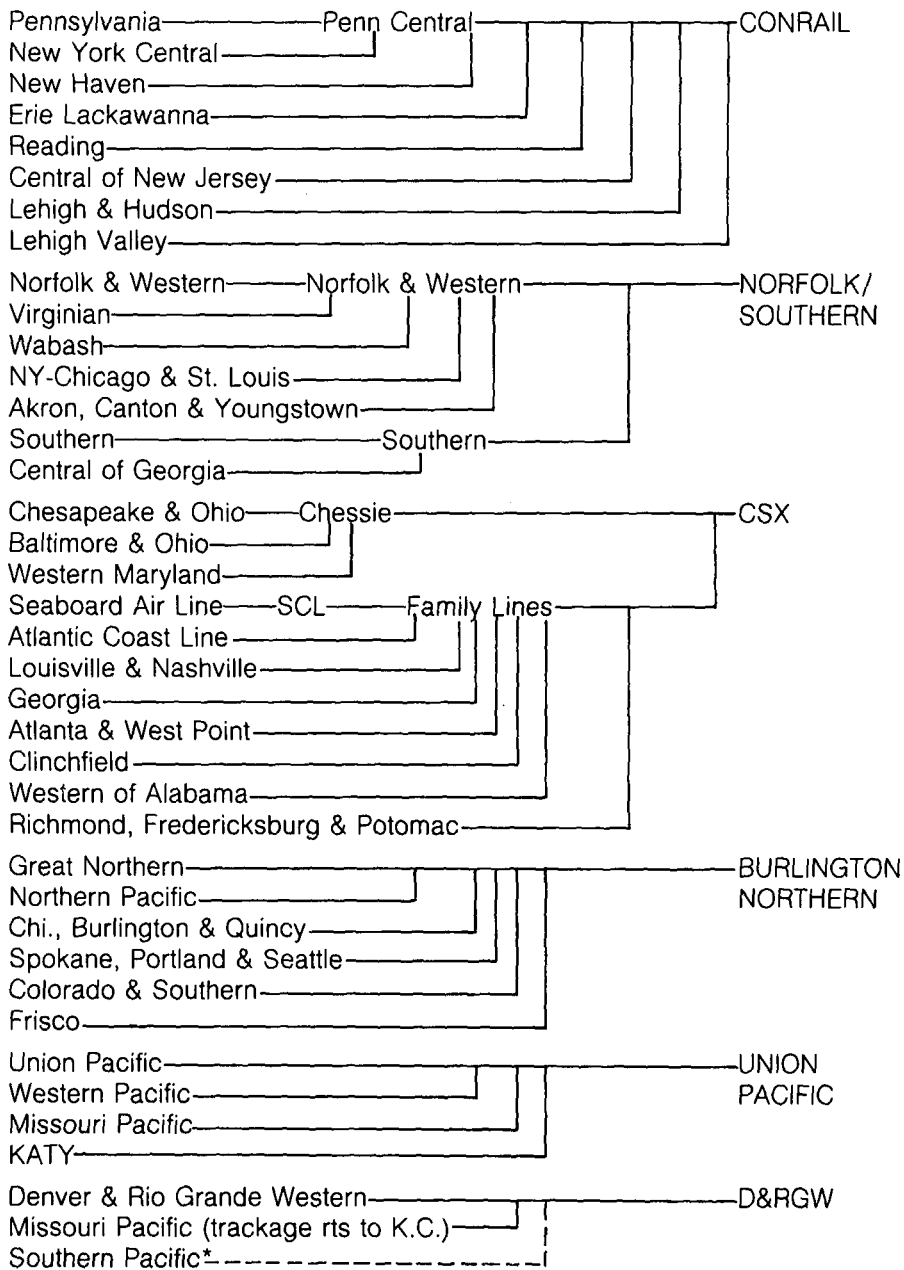 Pennsylvania Penn Central CONRAIL
New York Central
New Haven
Erie Lackawanna
Reading
Central of New Jersey
Lehigh & Hudson
Lehigh Valley
Norfolk & Western Norfolk & Western NORFOLK/
Virginian SOUTHERN
Wabash
NY-Chicago & St. Louis
Akron, Canton & Youngstown
Southern Southern
Central of Georgia
Chesapeake & Ohio Chessie CSX
Baltimore & Ohio
Western Maryland
Seaboard Air Line SCL Family Lines
Atlantic Coast Line
Louisville & Nashville
Georgia
Atlanta & West Point
Clinchfield
Western of Alabama
Richmond, Fredericksburg & Potomac
Great Northern BURLINGTON
Northern Pacific NORTHERN
Chi., Burlington & Quincy
Spokane, Portland & Seattle
Colorado & Southern
Frisco
Union Pacific UNION
Western Pacific PACIFIC
Missouri Pacific
KATY
Denver & Rio Grande Western D&RGW
Missouri Pacific (trackage rts to K.C.)
Southern Pacific*